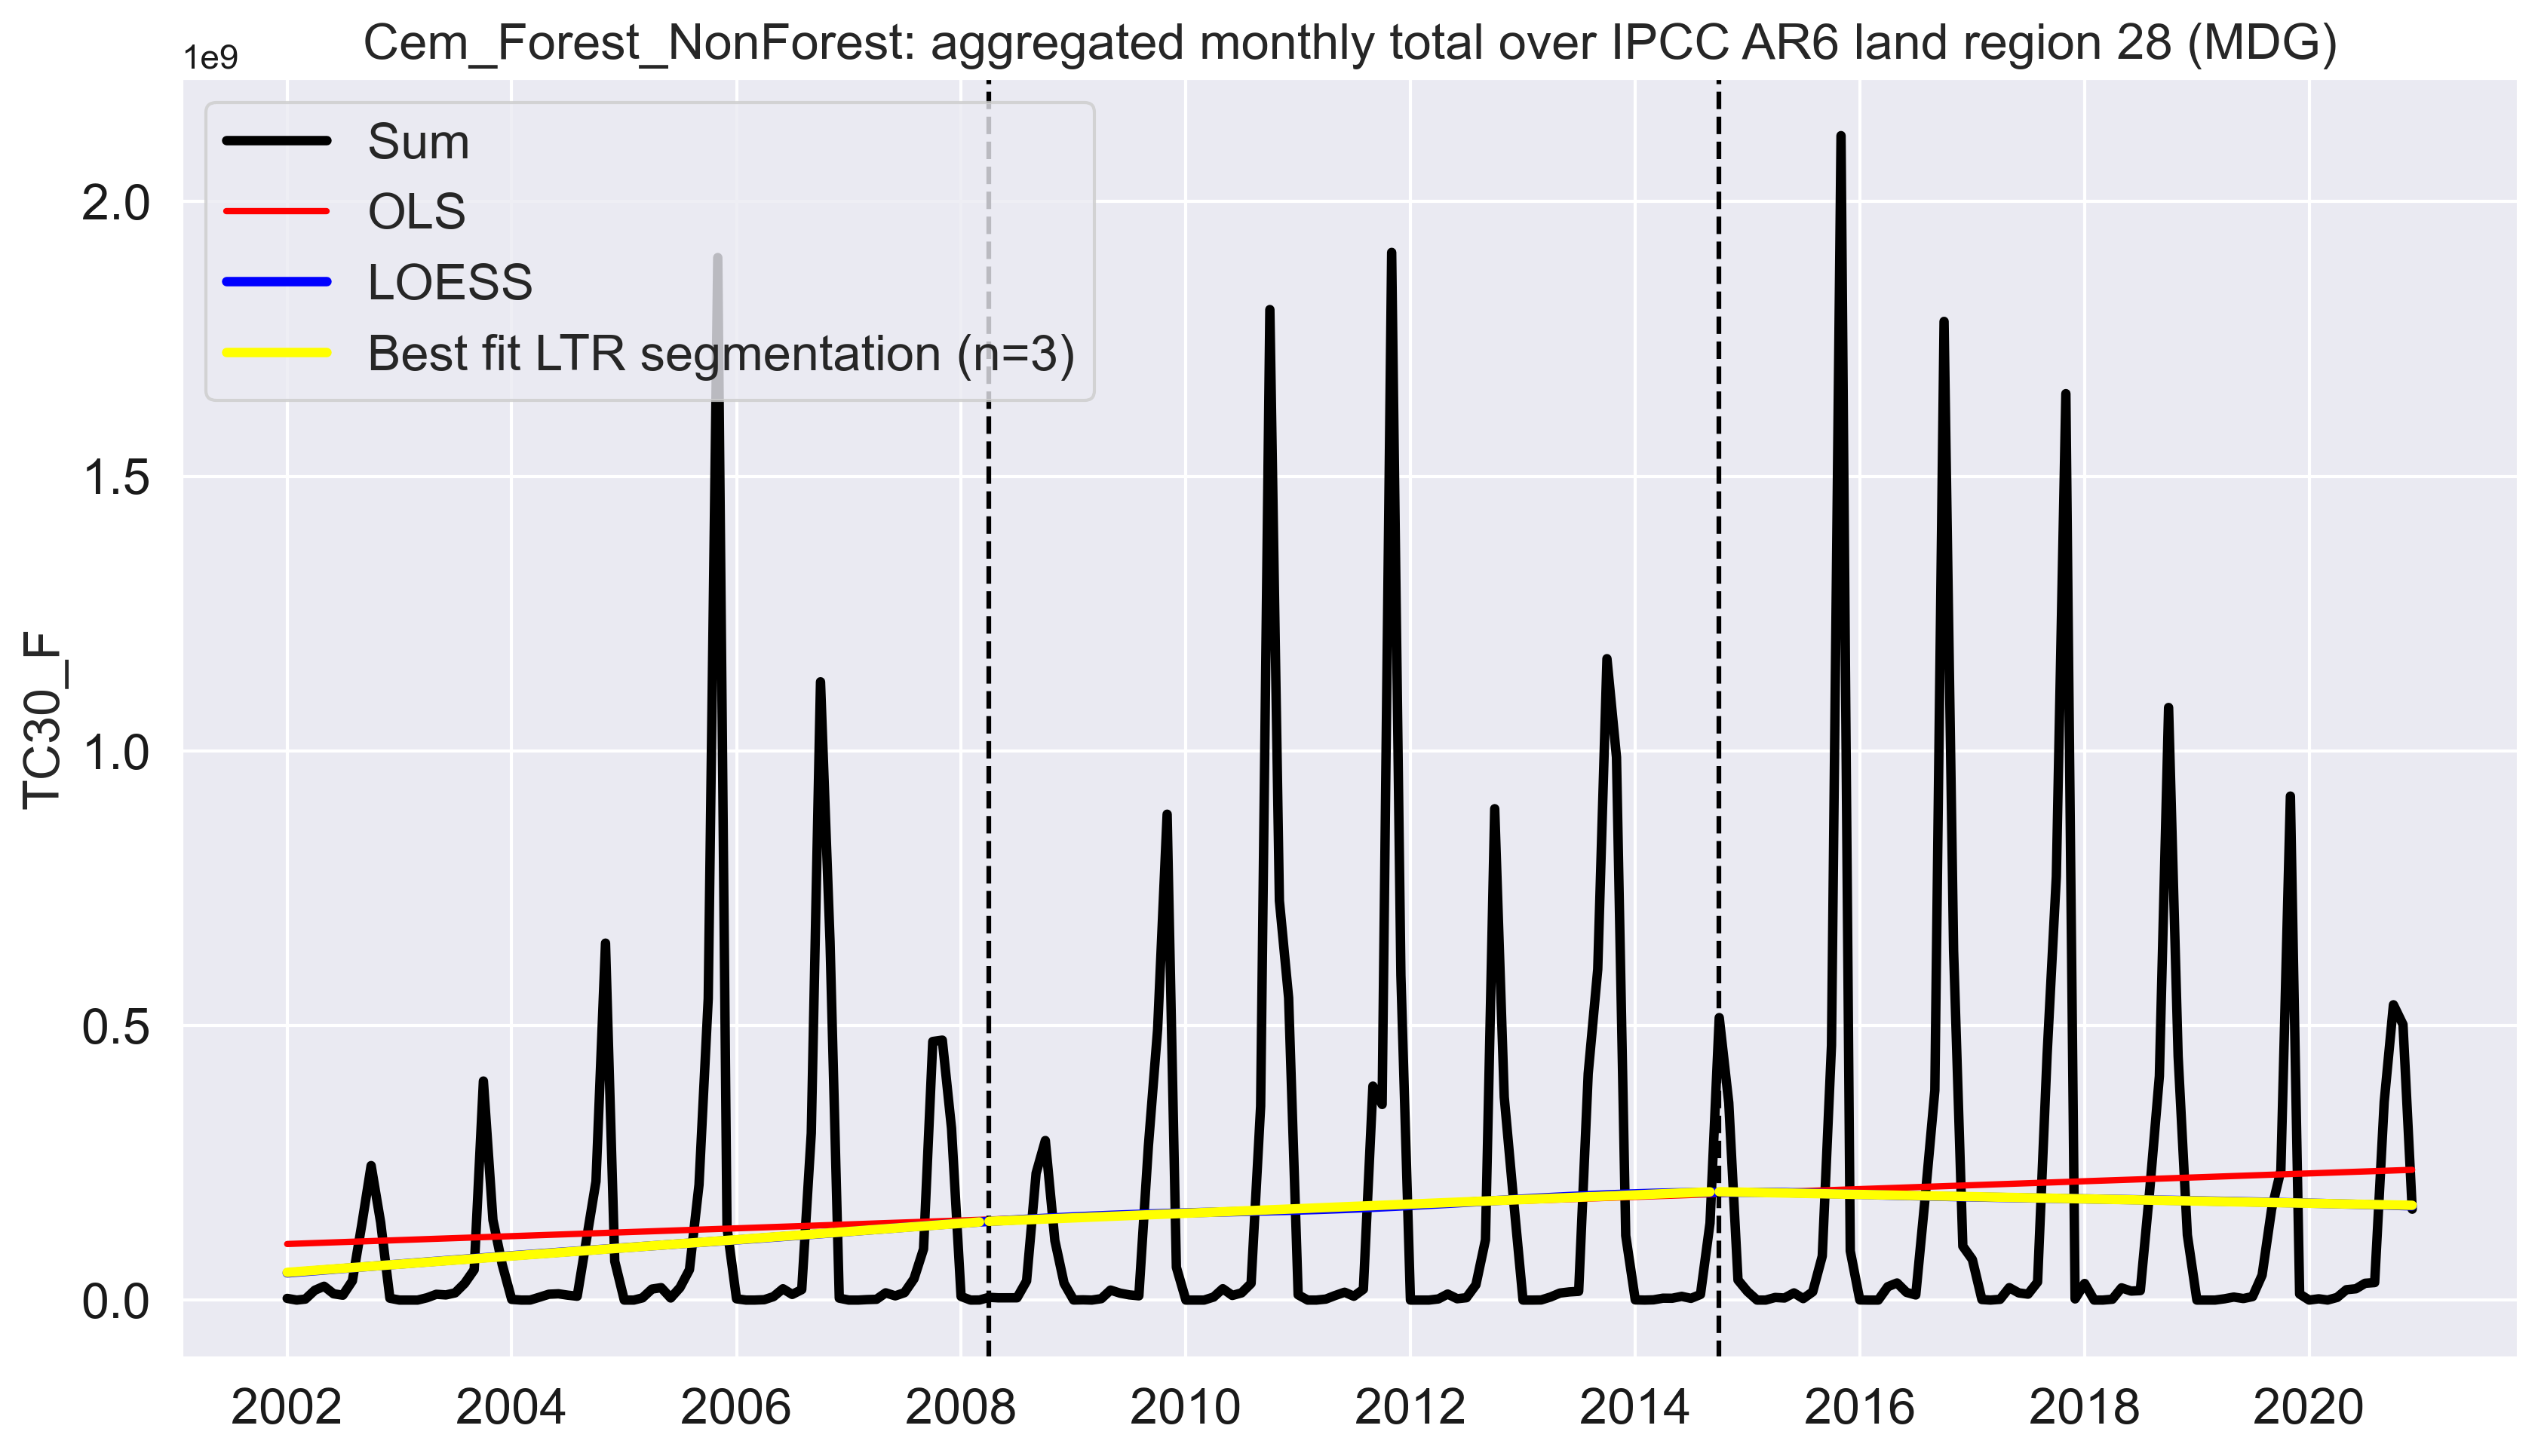 Cem_Forest_NonForest: aggregated monthly total over IPCC AR6 land region 28 (MDG)
1e9
Sum
OLS
LOESS
Best fit LTR segmentation (n=3)
TC30_F
2.0
1.5
1.0
0.5
0.0
2002 2004 2006 2008 2010 2012 2014 2016 2018 2020